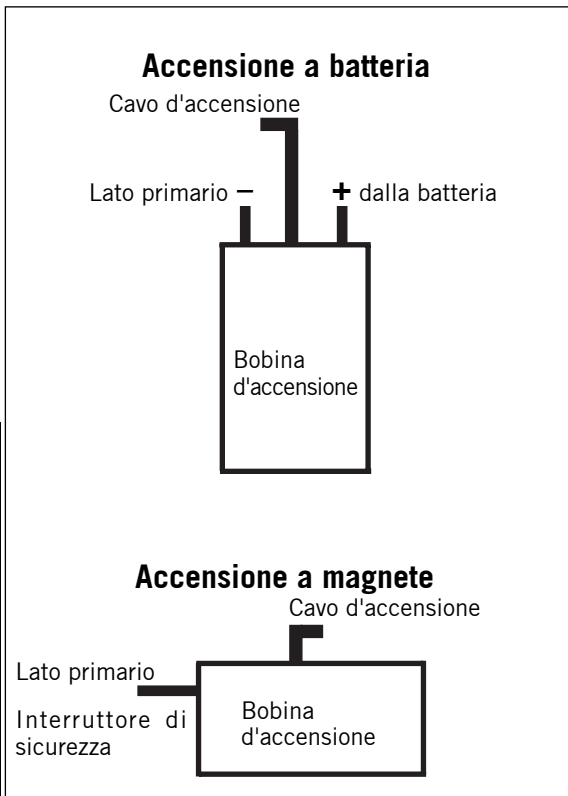 Accensione a batteria
Cavo d'accensione
Lato primario − + dalla batteria
Bobina
d'accensione
Accensione a magnete
Cavo d'accensione
Lato primario
Interruttore di
sicurezza
Bobina
d'accensione